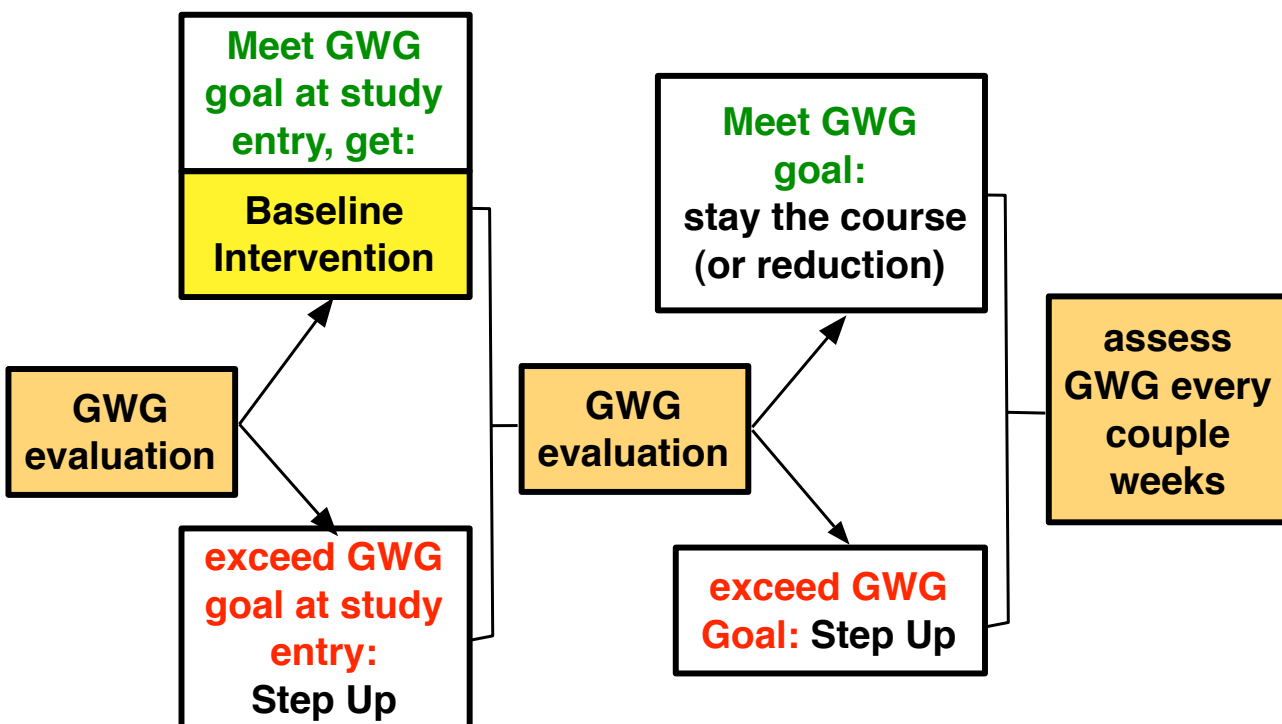 Meet GWG
goal at study
entry, get:
Baseline
Intervention
GWG
evaluation
exceed GWG
goal at study
entry:
Step Up
GWG
evaluation
Meet GWG
goal:
stay the course
(or reduction)
exceed GWG
Goal: Step Up
assess
GWG every
couple
weeks